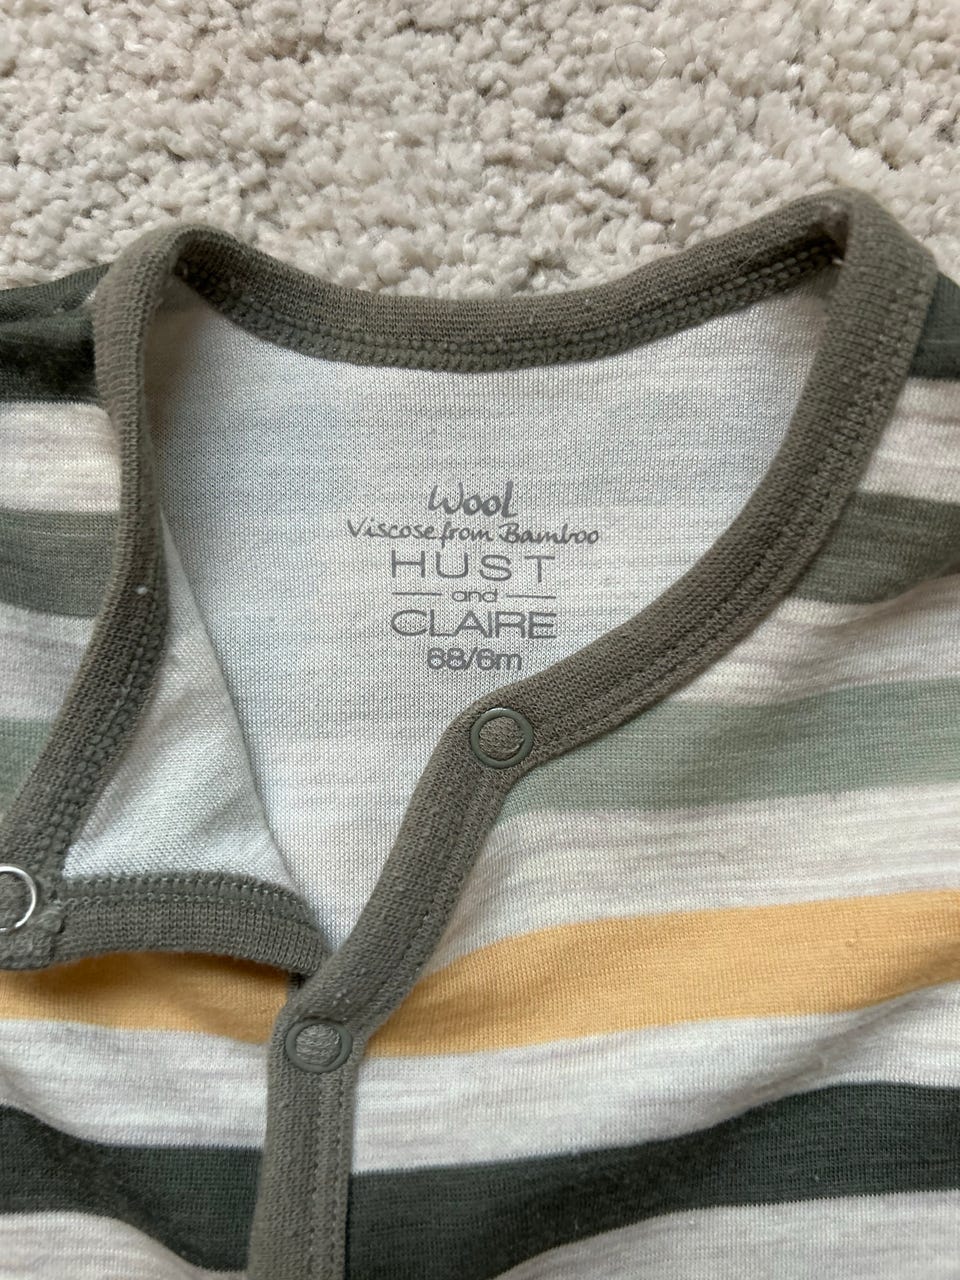 Wool
Viscose from Bamboo
HUST
and
CLAIRE
68/6m